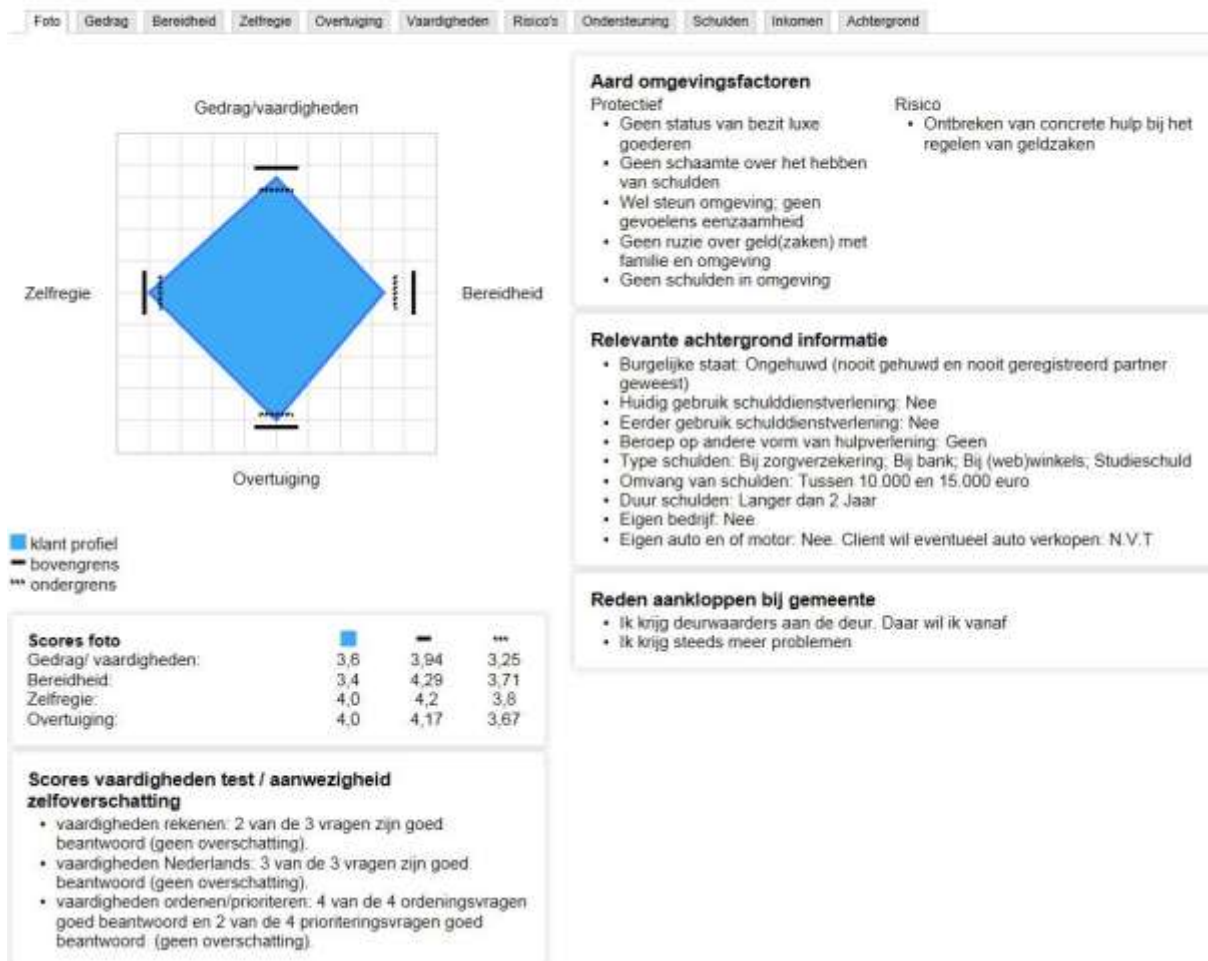 Foto Gedrag Bereidheid Zelfregie Overtuiging Vaardigheden Risico's Ondersteuning Schulden Inkomen Achtergrond
Gedrag/vaardigheden
Zelfregie
Bereidheid
Overtuiging
klant profiel
bovengrens
ondergrens
Scores foto
Gedrag/ vaardigheden: 3,6 3,94 3,25
Bereidheid: 3,4 4,29 3,71
Zelfregie: 4,0 4,2 3,8
Overtuiging: 4,0 4,17 3,67
Scores vaardigheden test / aanwezigheid
zelfoverschatting
• vaardigheden rekenen: 2 van de 3 vragen zijn goed
beantwoord (geen overschatting).
• vaardigheden Nederlands: 3 van de 3 vragen zijn goed
beantwoord (geen overschatting).
• vaardigheden ordenen/prioriteren: 4 van de 4 ordeningsvragen
goed beantwoord en 2 van de 4 prioriteringsvragen goed
beantwoord (geen overschatting).
Aard omgevingsfactoren
Protectief
• Geen status van bezit luxe
goederen
• Geen schaamte over het hebben
van schulden
• Wel steun omgeving; geen
gevoelens eenzaamheid
• Geen ruzie over geld(zaken) met
familie en omgeving
• Geen schulden in omgeving
Risico
• Ontbreken van concrete hulp bij het
regelen van geldzaken
Relevante achtergrond informatie
• Burgelijke staat: Ongehuwd (nooit gehuwd en nooit geregistreerd partner
geweest)
• Huidig gebruik schulddienstverlening: Nee
• Eerder gebruik schulddienstverlening: Nee
• Beroep op andere vorm van hulpverlening: Geen
• Type schulden: Bij zorgverzekering; Bij bank; Bij (web)winkels; Studieschuld
• Omvang van schulden: Tussen 10.000 en 15.000 euro
• Duur schulden: Langer dan 2 Jaar
• Eigen bedrijf: Nee
• Eigen auto en of motor: Nee. Client wil eventueel auto verkopen: N.V.T
Reden aankloppen bij gemeente
• Ik krijg deurwaarders aan de deur. Daar wil ik vanaf
• Ik krijg steeds meer problemen